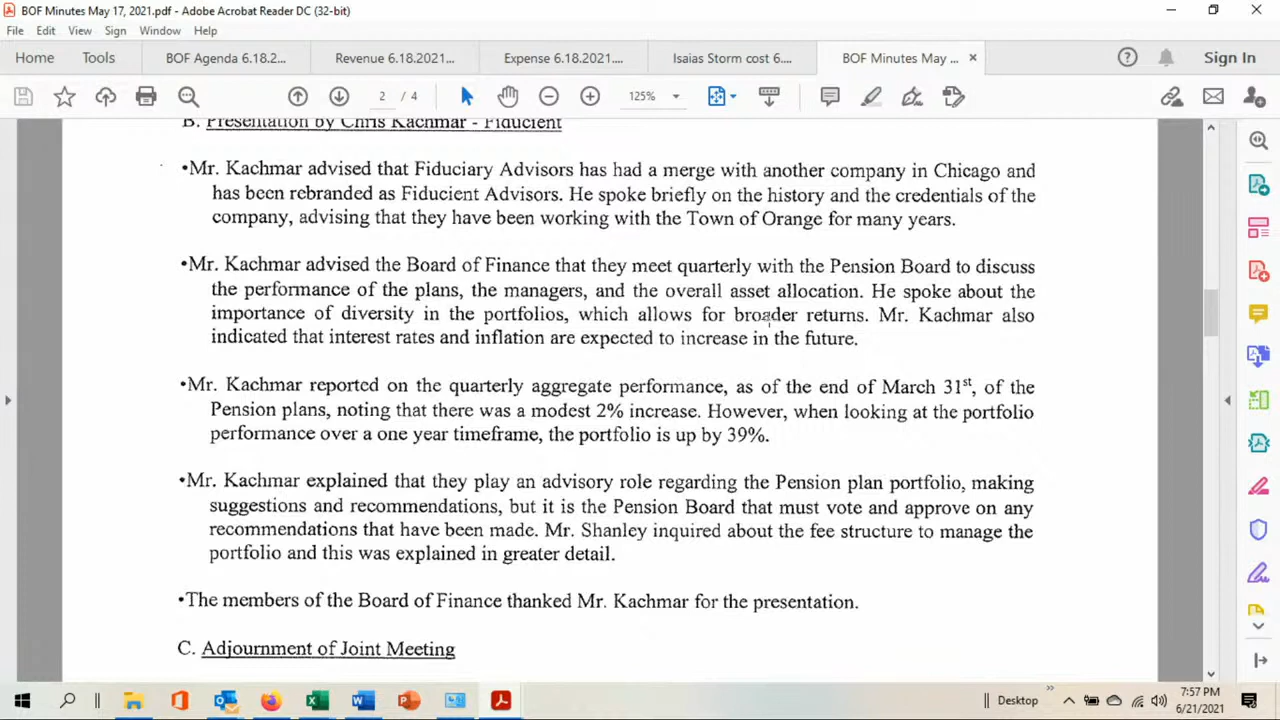 BOF Minutes May 17, 2021.pdf - Adobe Acrobat Reader DC (32-bit)
File Edit View Sign Window Help
Home Tools BOF Agenda 6.18.2... Revenue 6.18.2021... Expense 6.18.2021.... Isaias Storm cost 6.... BOF Minutes May ... Sign In
2 / 4 125%
B. Presentation by Chris Kachmar - Fiducient
•Mr. Kachmar advised that Fiduciary Advisors has had a merge with another company in Chicago and
has been rebranded as Fiducient Advisors. He spoke briefly on the history and the credentials of the
company, advising that they have been working with the Town of Orange for many years.
•Mr. Kachmar advised the Board of Finance that they meet quarterly with the Pension Board to discuss
the performance of the plans, the managers, and the overall asset allocation. He spoke about the
importance of diversity in the portfolios, which allows for broader returns. Mr. Kachmar also
indicated that interest rates and inflation are expected to increase in the future.
•Mr. Kachmar reported on the quarterly aggregate performance, as of the end of March 31st, of the
Pension plans, noting that there was a modest 2% increase. However, when looking at the portfolio
performance over a one year timeframe, the portfolio is up by 39%.
•Mr. Kachmar explained that they play an advisory role regarding the Pension plan portfolio, making
suggestions and recommendations, but it is the Pension Board that must vote and approve on any
recommendations that have been made. Mr. Shanley inquired about the fee structure to manage the
portfolio and this was explained in greater detail.
•The members of the Board of Finance thanked Mr. Kachmar for the presentation.
C. Adjournment of Joint Meeting
Desktop 7:57 PM
6/21/2021